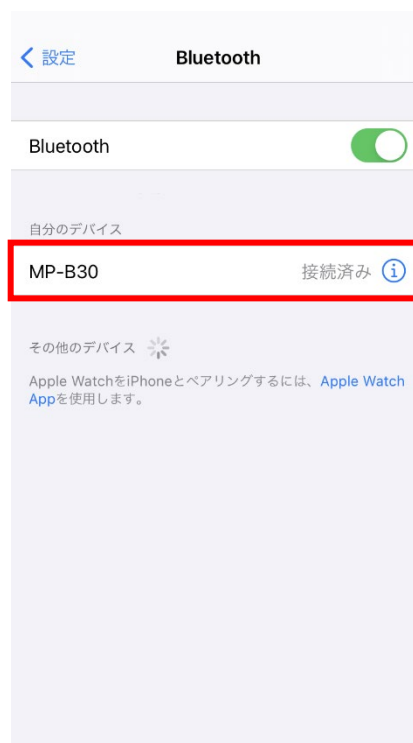 設定 Bluetooth
Bluetooth
自分のデバイス
MP-B30 接続済み
その他のデバイス
Apple WatchをiPhoneとペアリングするには、Apple Watch
Appを使用します。